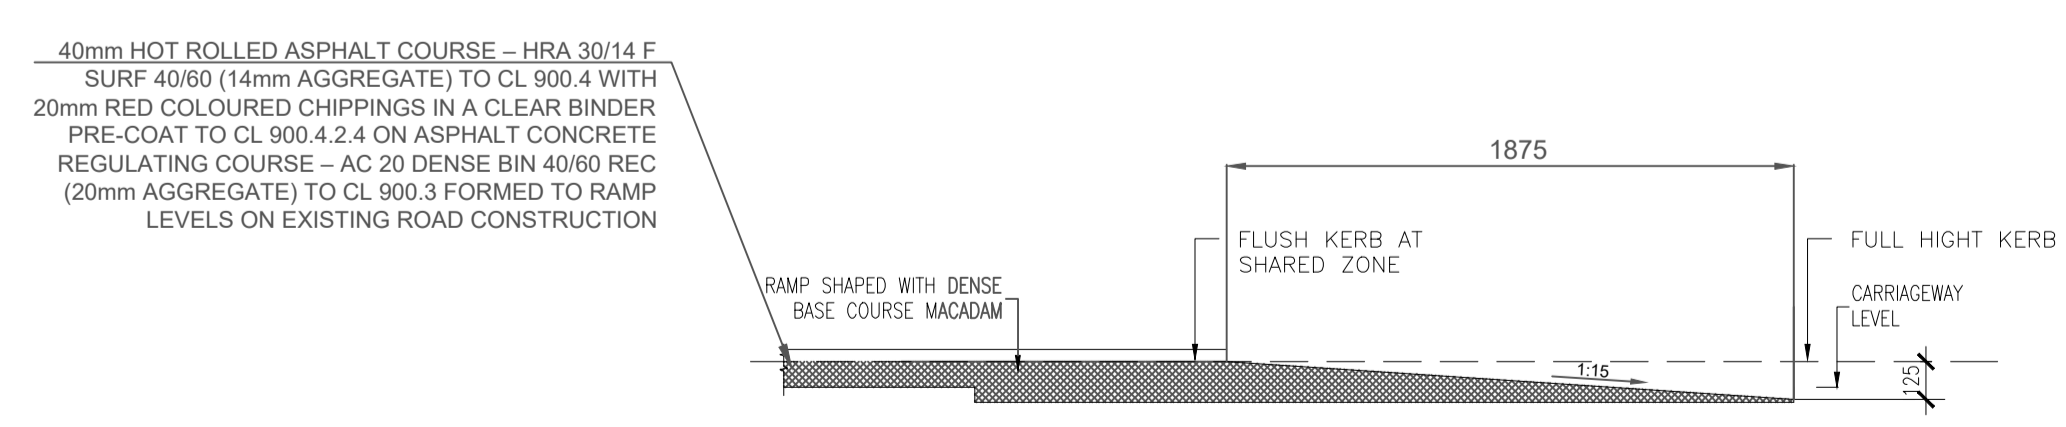 40mm HOT ROLLED ASPHALT COURSE – HRA 30/14 F
SURF 40/60 (14mm AGGREGATE) TO CL 900.4 WITH
20mm RED COLOURED CHIPPINGS IN A CLEAR BINDER
PRE-COAT TO CL 900.4.2.4 ON ASPHALT CONCRETE
REGULATING COURSE – AC 20 DENSE BIN 40/60 REC
(20mm AGGREGATE) TO CL 900.3 FORMED TO RAMP
LEVELS ON EXISTING ROAD CONSTRUCTION
1875
FLUSH KERB AT
SHARED ZONE
FULL HIGHT KERB
RAMP SHAPED WITH DENSE
BASE COURSE MACADAM
CARRIAGEWAY
LEVEL
1:15
125